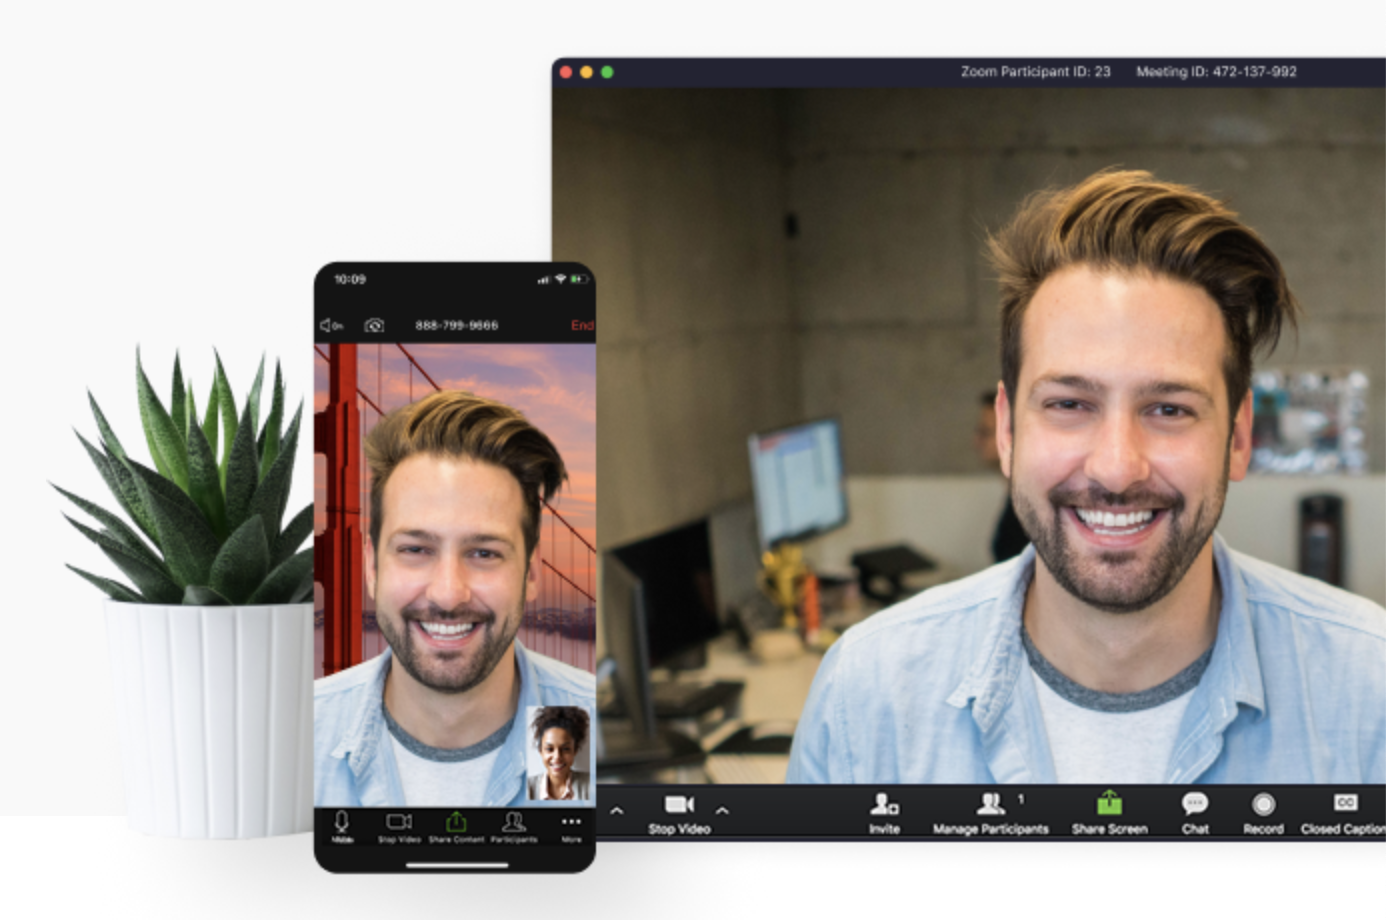 Zoom Participant ID: 23 Meeting ID: 472-137-992
10:09
On 888-799-9666 End
Stop Video Share Content Participants More
Stop Video Invite Manage Participants 1 Share Screen Chat Record Closed Caption
CC